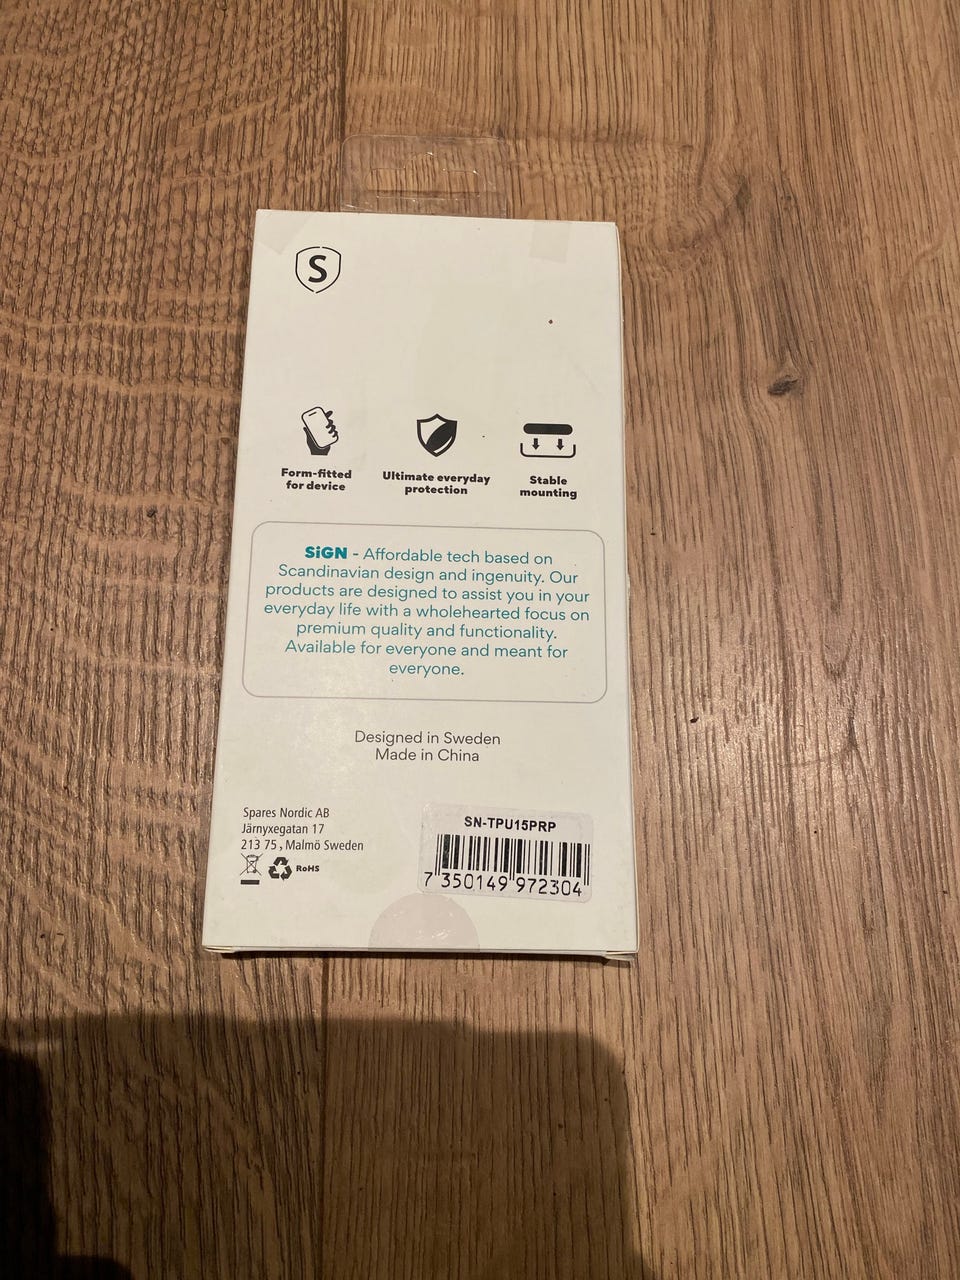 S
Form-fitted
for device
Ultimate everyday
protection
Stable
mounting
SiGN - Affordable tech based on
Scandinavian design and ingenuity. Our
products are designed to assist you in your
everyday life with a wholehearted focus on
premium quality and functionality.
Available for everyone and meant for
everyone.
Designed in Sweden
Made in China
Spares Nordic AB
Järnyxegatan 17
213 75, Malmö Sweden
RoHS
SN-TPU15PRP
7 350149 972304